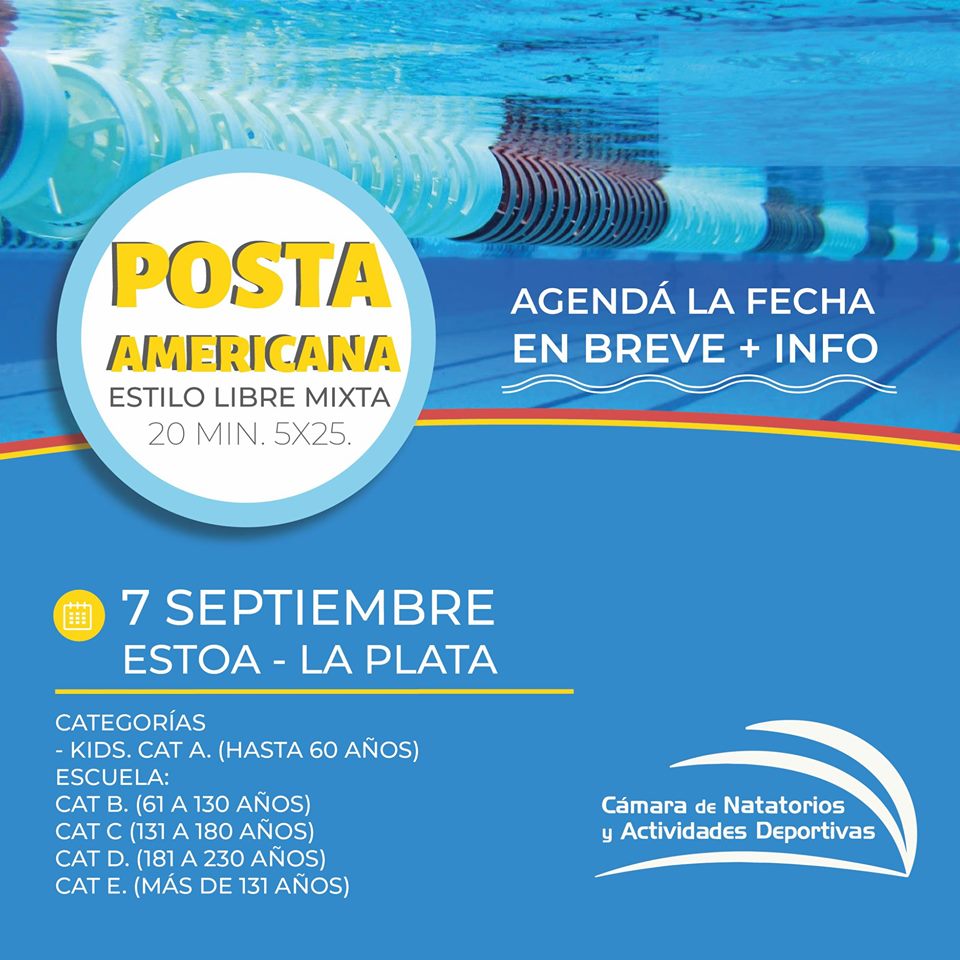 POSTA
AMERICANA
ESTILO LIBRE MIXTA
20 MIN. 5X25.
AGENDÁ LA FECHA
EN BREVE + INFO
7 SEPTIEMBRE
ESTOA - LA PLATA
CATEGORÍAS
- KIDS. CAT A. (HASTA 60 AÑOS)
ESCUELA:
CAT B. (61 A 130 AÑOS)
CAT C (131 A 180 AÑOS)
CAT D. (181 A 230 AÑOS)
CAT E. (MÁS DE 131 AÑOS)
Cámara de Natatorios
y Actividades Deportivas